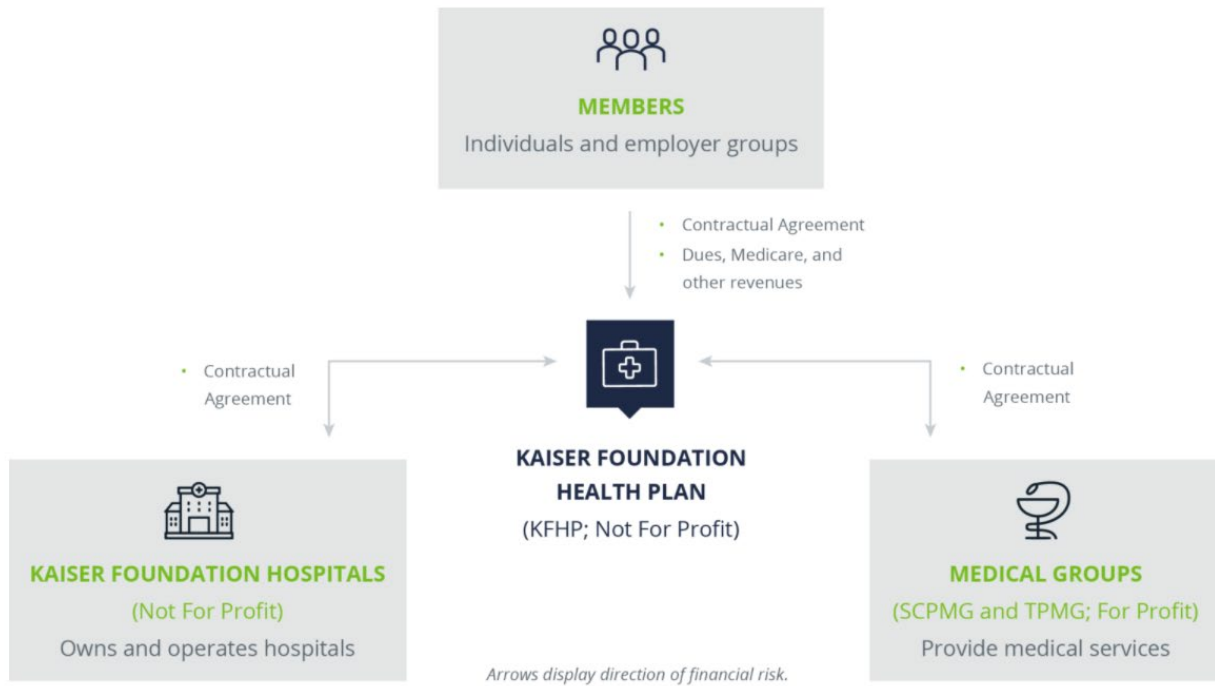 MEMBERS
Individuals and employer groups
• Contractual Agreement
• Dues, Medicare, and
other revenues
• Contractual
Agreement
• Contractual
Agreement
KAISER FOUNDATION
HEALTH PLAN
(KFHP; Not For Profit)
KAISER FOUNDATION HOSPITALS
(Not For Profit)
Owns and operates hospitals
MEDICAL GROUPS
(SCPMG and TPMG; For Profit)
Provide medical services
Arrows display direction of financial risk.